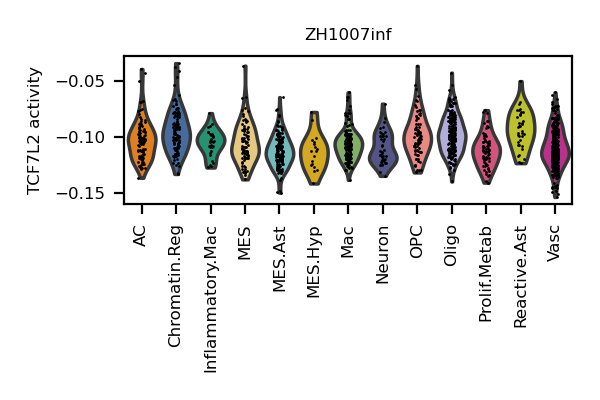 ZH1007inf
TCF7L2 activity
−0.05
−0.10
−0.15
AC
Chromatin.Reg
Inflammatory.Mac
MES
MES.Ast
MES.Hyp
Mac
Neuron
OPC
Oligo
Prolif.Metab
Reactive.Ast
Vasc